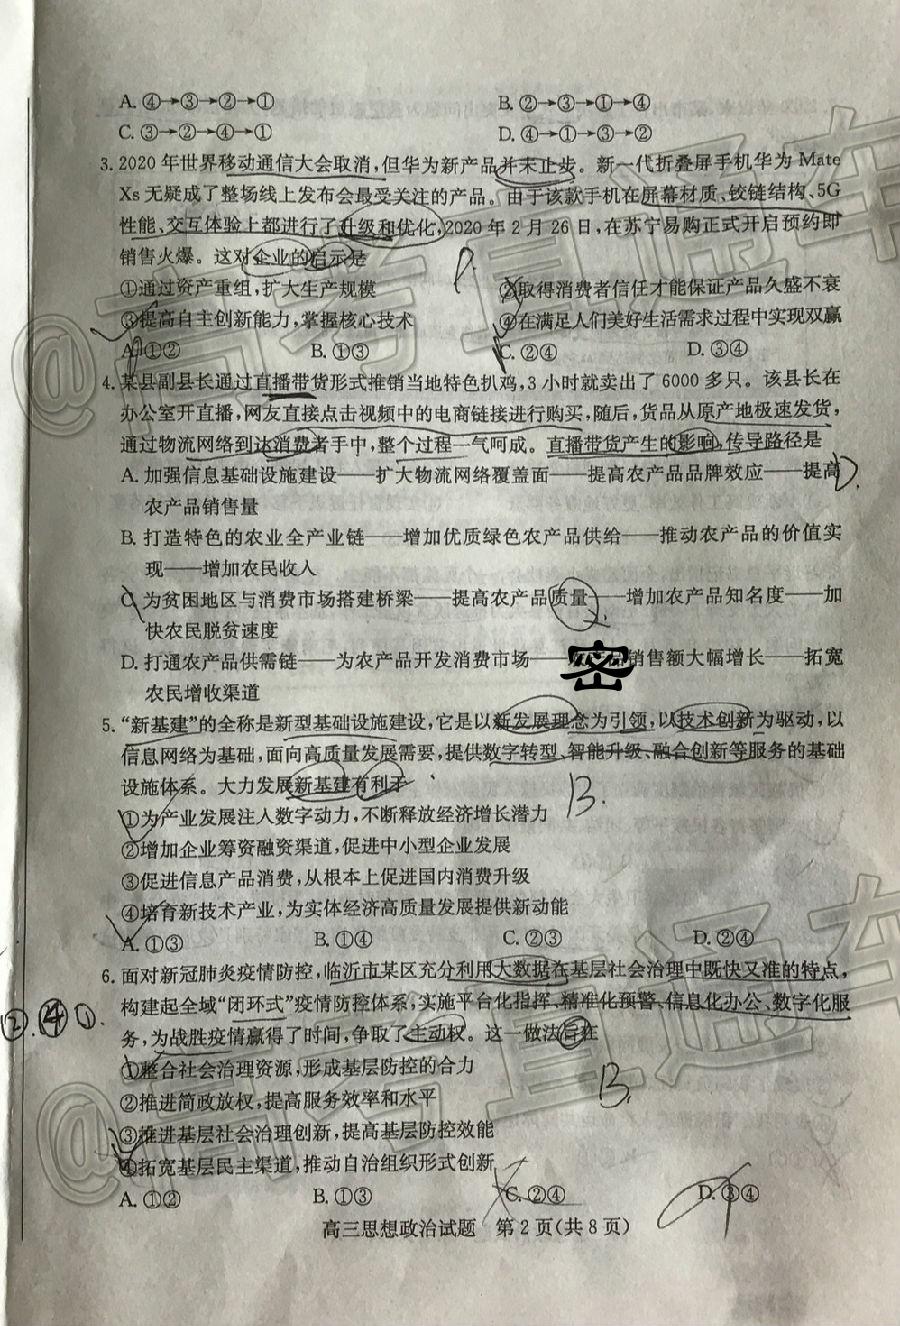 A. ④→③→②→① B. ②→③→①→④
C. ③→②→④→① D. ④→①→③→②
3. 2020 年世界移动通信大会取消,但华为新产品并未止步。新一代折叠屏手机华为 Mate
Xs 无疑成了整场线上发布会最受关注的产品。由于该款手机在屏幕材质、铰链结构、5G
性能、交互体验上都进行了升级和优化,2020 年 2 月 26 日,在苏宁易购正式开启预约即
销售火爆。这对企业的启示是
①通过资产重组,扩大生产规模 ②取得消费者信任才能保证产品久盛不衰
③提高自主创新能力,掌握核心技术 ④在满足人们美好生活需求过程中实现双赢
A. ①② B. ①③ C. ②④ D. ③④
4. 某县副县长通过直播带货形式推销当地特色扒鸡,3 小时就卖出了 6000 多只。该县长在
办公室开直播,网友直接点击视频中的电商链接进行购买,随后,货品从原产地极速发货,
通过物流网络到达消费者手中,整个过程一气呵成。直播带货产生的影响,传导路径是
A. 加强信息基础设施建设——扩大物流网络覆盖面——提高农产品品牌效应——提高 D.
农产品销售量
B. 打造特色的农业全产业链——增加优质绿色农产品供给——推动农产品的价值实
现——增加农民收入
C. 为贫困地区与消费市场搭建桥梁——提高农产品质量——增加农产品知名度——加
快农民脱贫速度
D. 打通农产品供需链——为农产品开发消费市场——密产品销售额大幅增长——拓宽
农民增收渠道
5. “新基建”的全称是新型基础设施建设,它是以新发展理念为引领,以技术创新为驱动,以
信息网络为基础,面向高质量发展需要,提供数字转型、智能升级、融合创新等服务的基础
设施体系。大力发展新基建有利于
B.
①为产业发展注入数字动力,不断释放经济增长潜力
②增加企业筹资融资渠道,促进中小型企业发展
③促进信息产品消费,从根本上促进国内消费升级
④培育新技术产业,为实体经济高质量发展提供新动能
A. ①③ B. ①④ C. ②③ D. ②④
6. 面对新冠肺炎疫情防控,临沂市某区充分利用大数据在基层社会治理中既快又准的特点,
构建起全域“闭环式”疫情防控体系,实施平台化指挥、精准化预警、信息化办公、数字化服
②.④①.
务,为战胜疫情赢得了时间,争取了主动权。这一做法旨在
①整合社会治理资源,形成基层防控的合力
B.
②推进简政放权,提高服务效率和水平
③推进基层社会治理创新,提高基层防控效能
④拓宽基层民主渠道,推动自治组织形式创新
A. ①② B. ①③ C. ②④ D. ③④
高三思想政治试题 第 2 页(共 8 页)
@高考直通车
@高考直通车